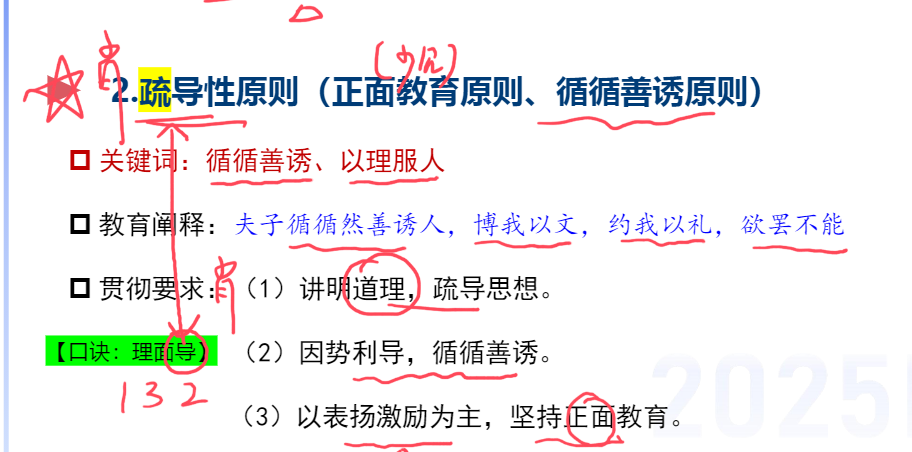 (少见)
肖
2.疏导性原则（正面教育原则、循循善诱原则）
关键词：循循善诱、以理服人
教育阐释：夫子循循然善诱人，博我以文，约我以礼，欲罢不能
贯彻要求：肖（1）讲明道理，疏导思想。
【口诀：理面导】（2）因势利导，循循善诱。
132
（3）以表扬激励为主，坚持正面教育。
2025